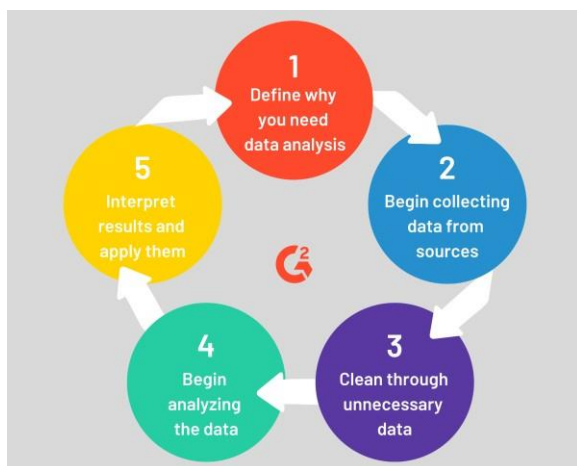 1
Define why
you need
data analysis
2
Begin collecting
data from
sources
3
Clean through
unnecessary
data
4
Begin
analyzing
the data
5
Interpret
results and
apply them
G2